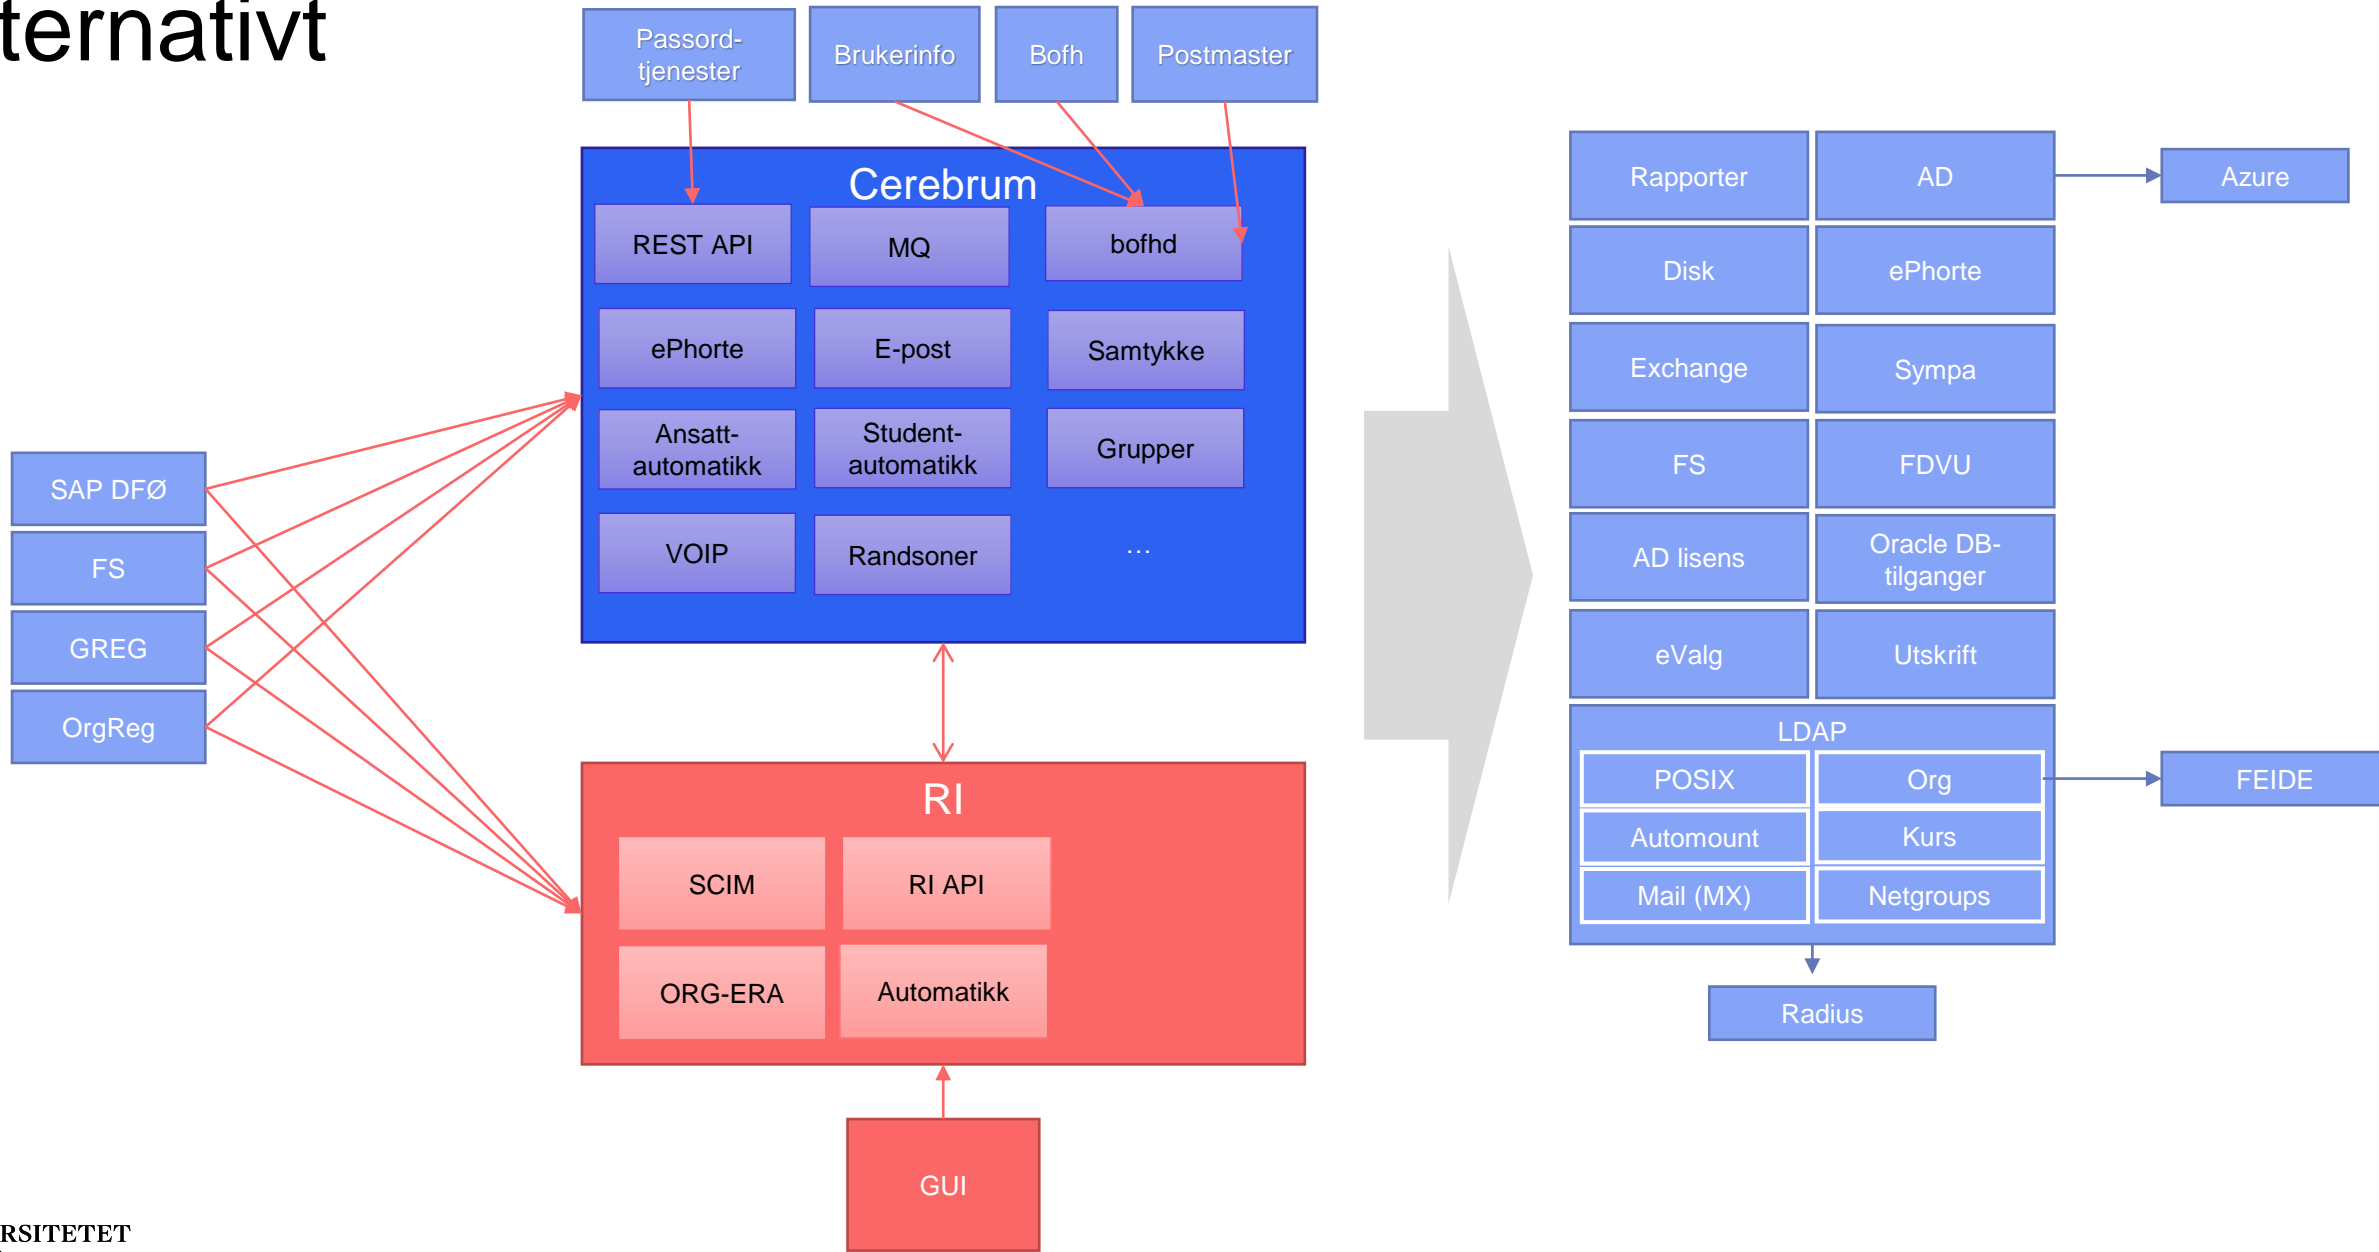 ternativt
Passord-
tjenester
Brukerinfo
Bofh
Postmaster
Cerebrum
REST API
MQ
bofhd
ePhorte
E-post
Samtykke
Ansatt-
automatikk
Student-
automatikk
Grupper
VOIP
Randsoner
...
SAP DFØ
FS
GREG
OrgReg
RI
SCIM
RI API
ORG-ERA
Automatikk
GUI
Rapporter
AD
Azure
Disk
ePhorte
Exchange
Sympa
FS
FDVU
AD lisens
Oracle DB-
tilganger
eValg
Utskrift
LDAP
POSIX
Org
FEIDE
Automount
Kurs
Mail (MX)
Netgroups
Radius
RSITETET